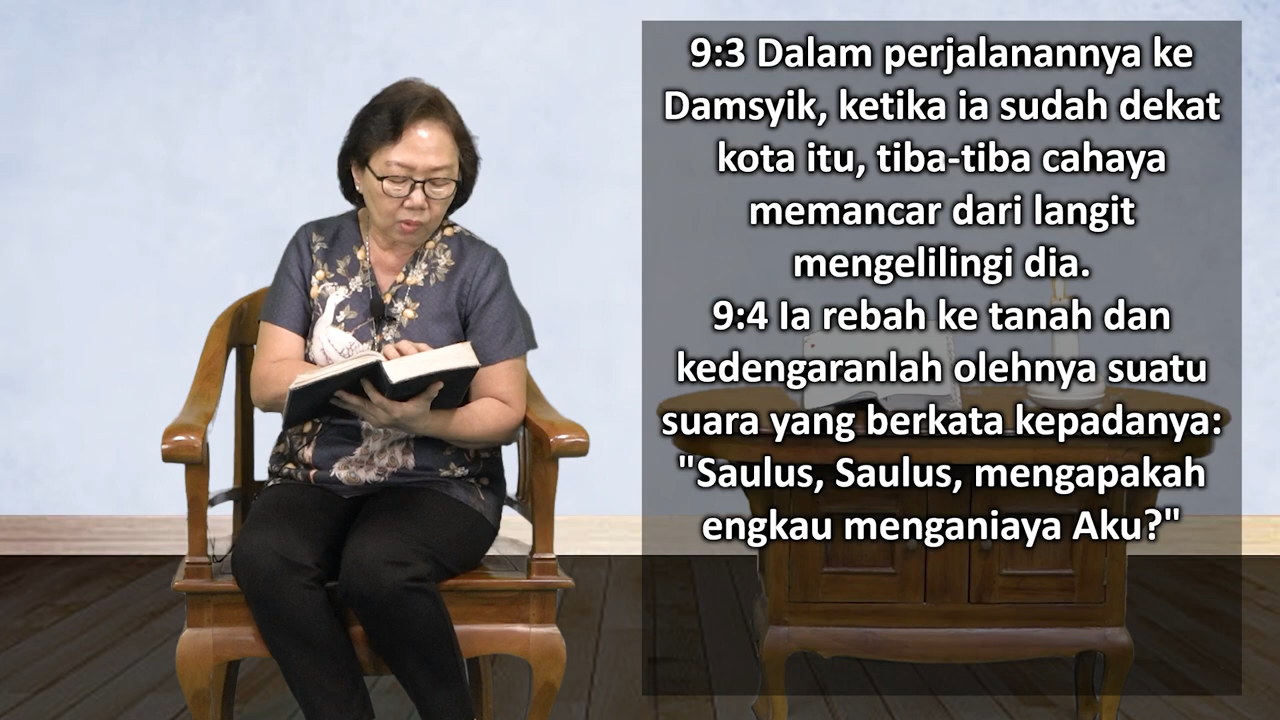 9:3 Dalam perjalanannya ke
Damsyik, ketika ia sudah dekat
kota itu, tiba-tiba cahaya
memancar dari langit
mengelilingi dia.
9:4 Ia rebah ke tanah dan
kedengaranlah olehnya suatu
suara yang berkata kepadanya:
"Saulus, Saulus, mengapakah
engkau menganiaya Aku?"